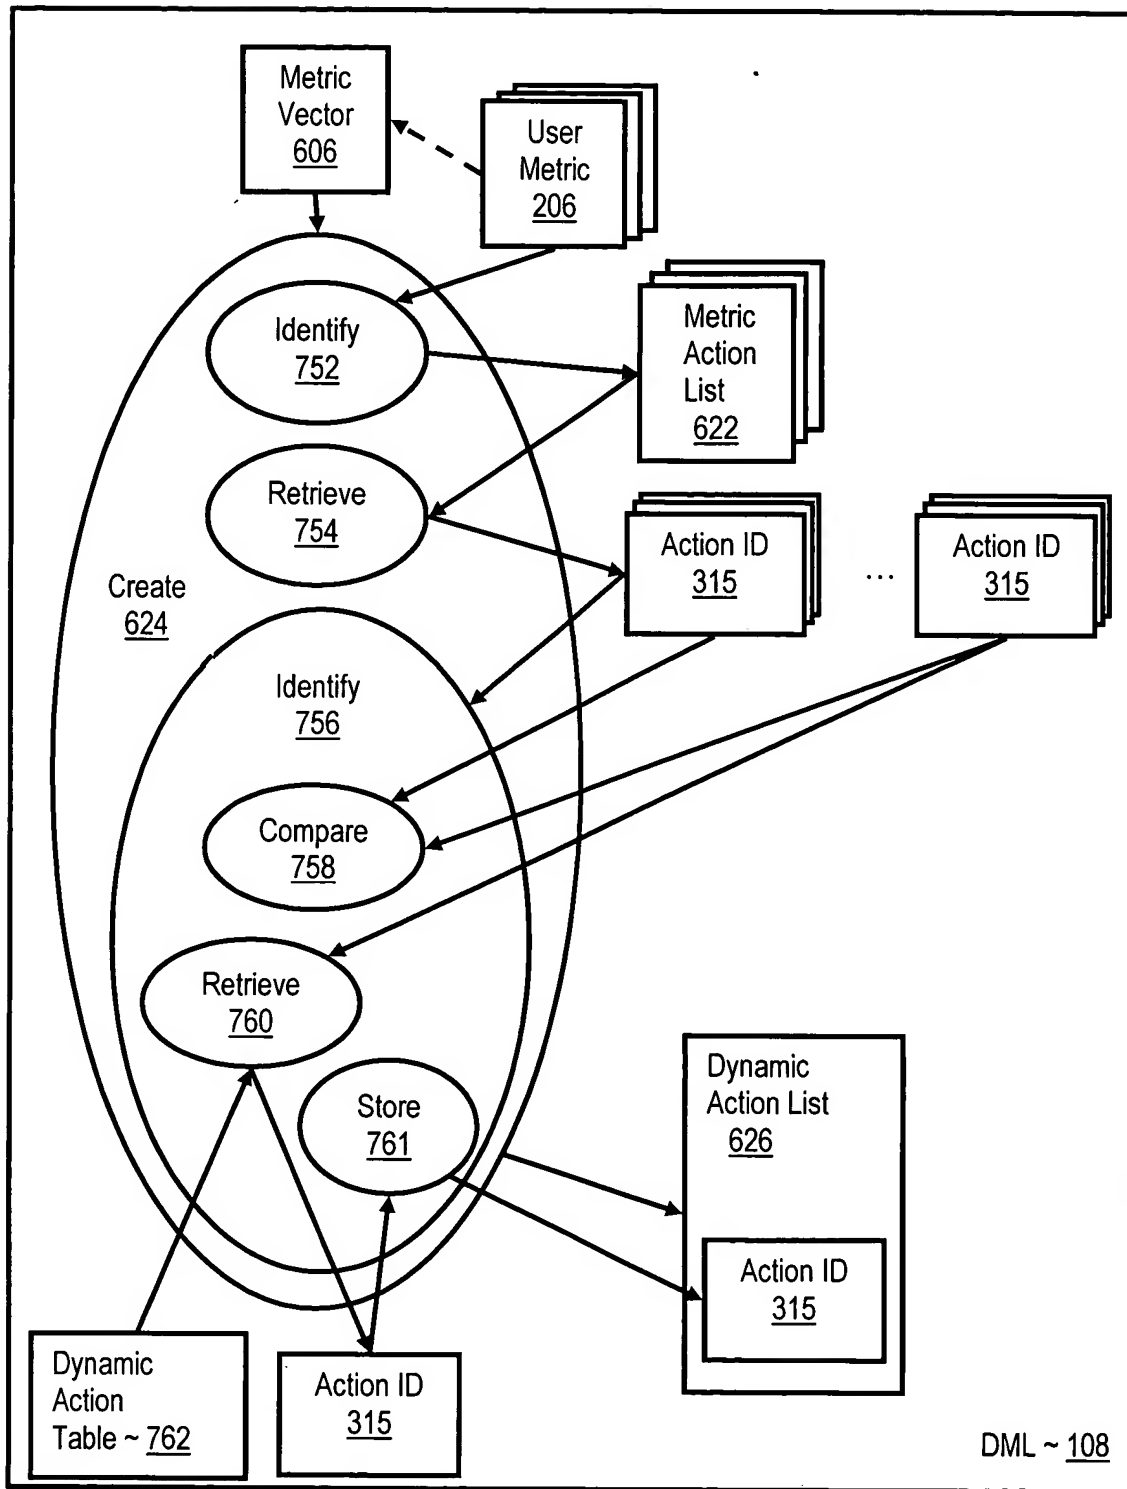 Metric
Vector
606
User
Metric
206
Identify
752
Metric
Action
List
622
Retrieve
754
Action ID
315
...
Action ID
315
Create
624
Identify
756
Compare
758
Retrieve
760
Store
761
Dynamic
Action List
626
Action ID
315
Dynamic
Action
Table ~ 762
Action ID
315
DML ~ 108